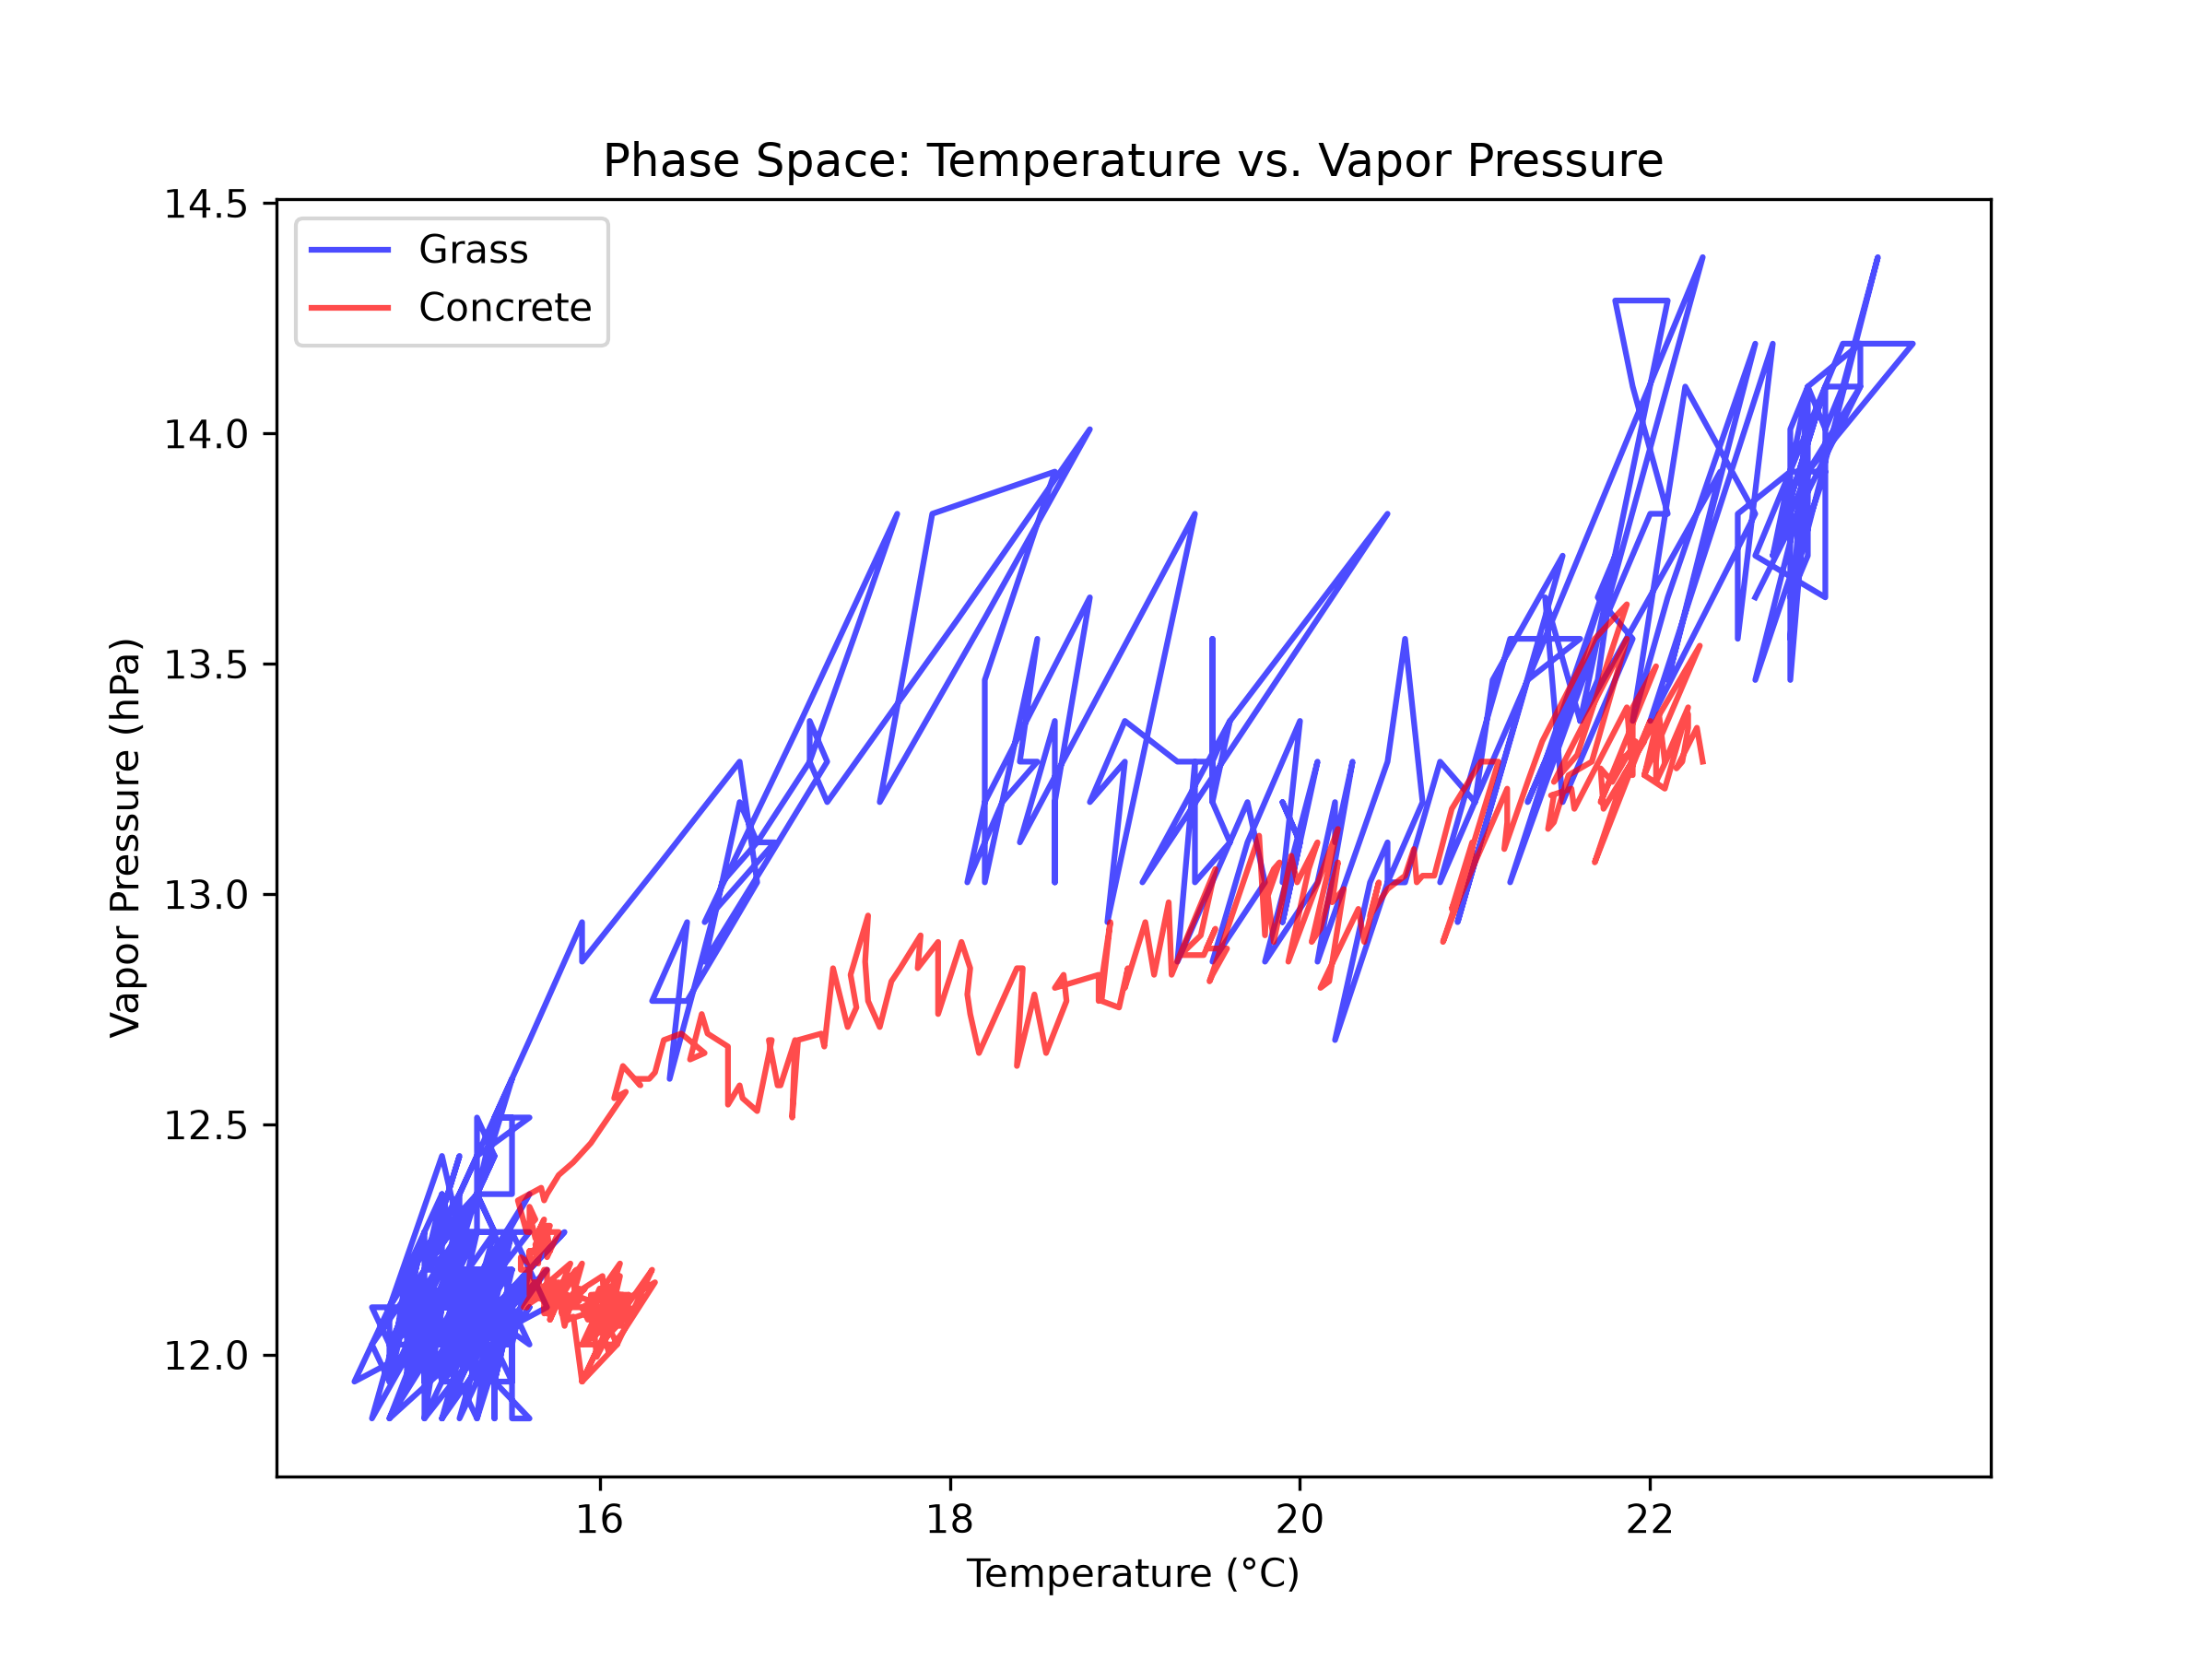 Phase Space: Temperature vs. Vapor Pressure
Grass
Concrete
Vapor Pressure (hPa)
14.5
14.0
13.5
13.0
12.5
12.0
16
18
20
22
Temperature (°C)